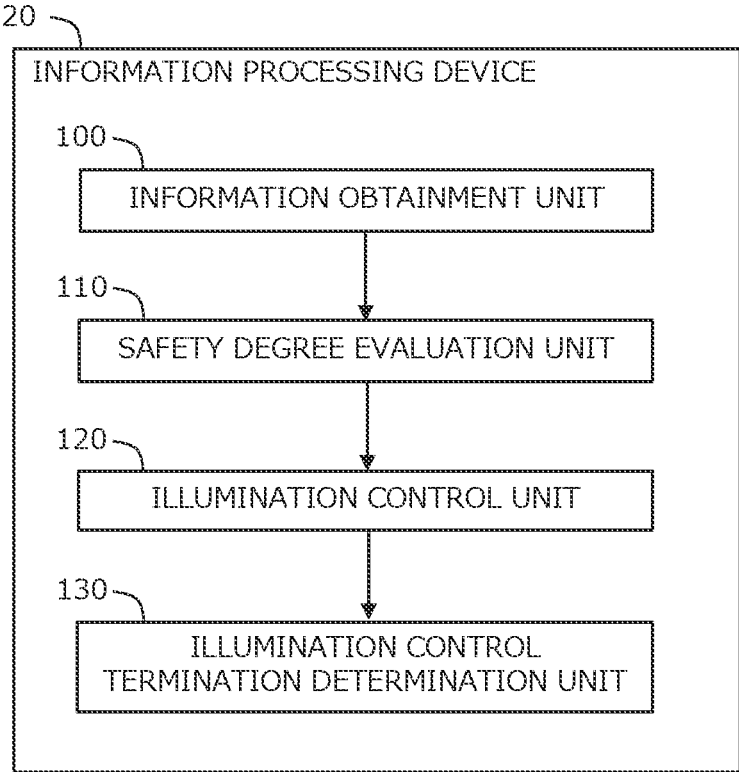 20
INFORMATION PROCESSING DEVICE
100
INFORMATION OBTAINMENT UNIT
110
SAFETY DEGREE EVALUATION UNIT
120
ILLUMINATION CONTROL UNIT
130
ILLUMINATION CONTROL
TERMINATION DETERMINATION UNIT